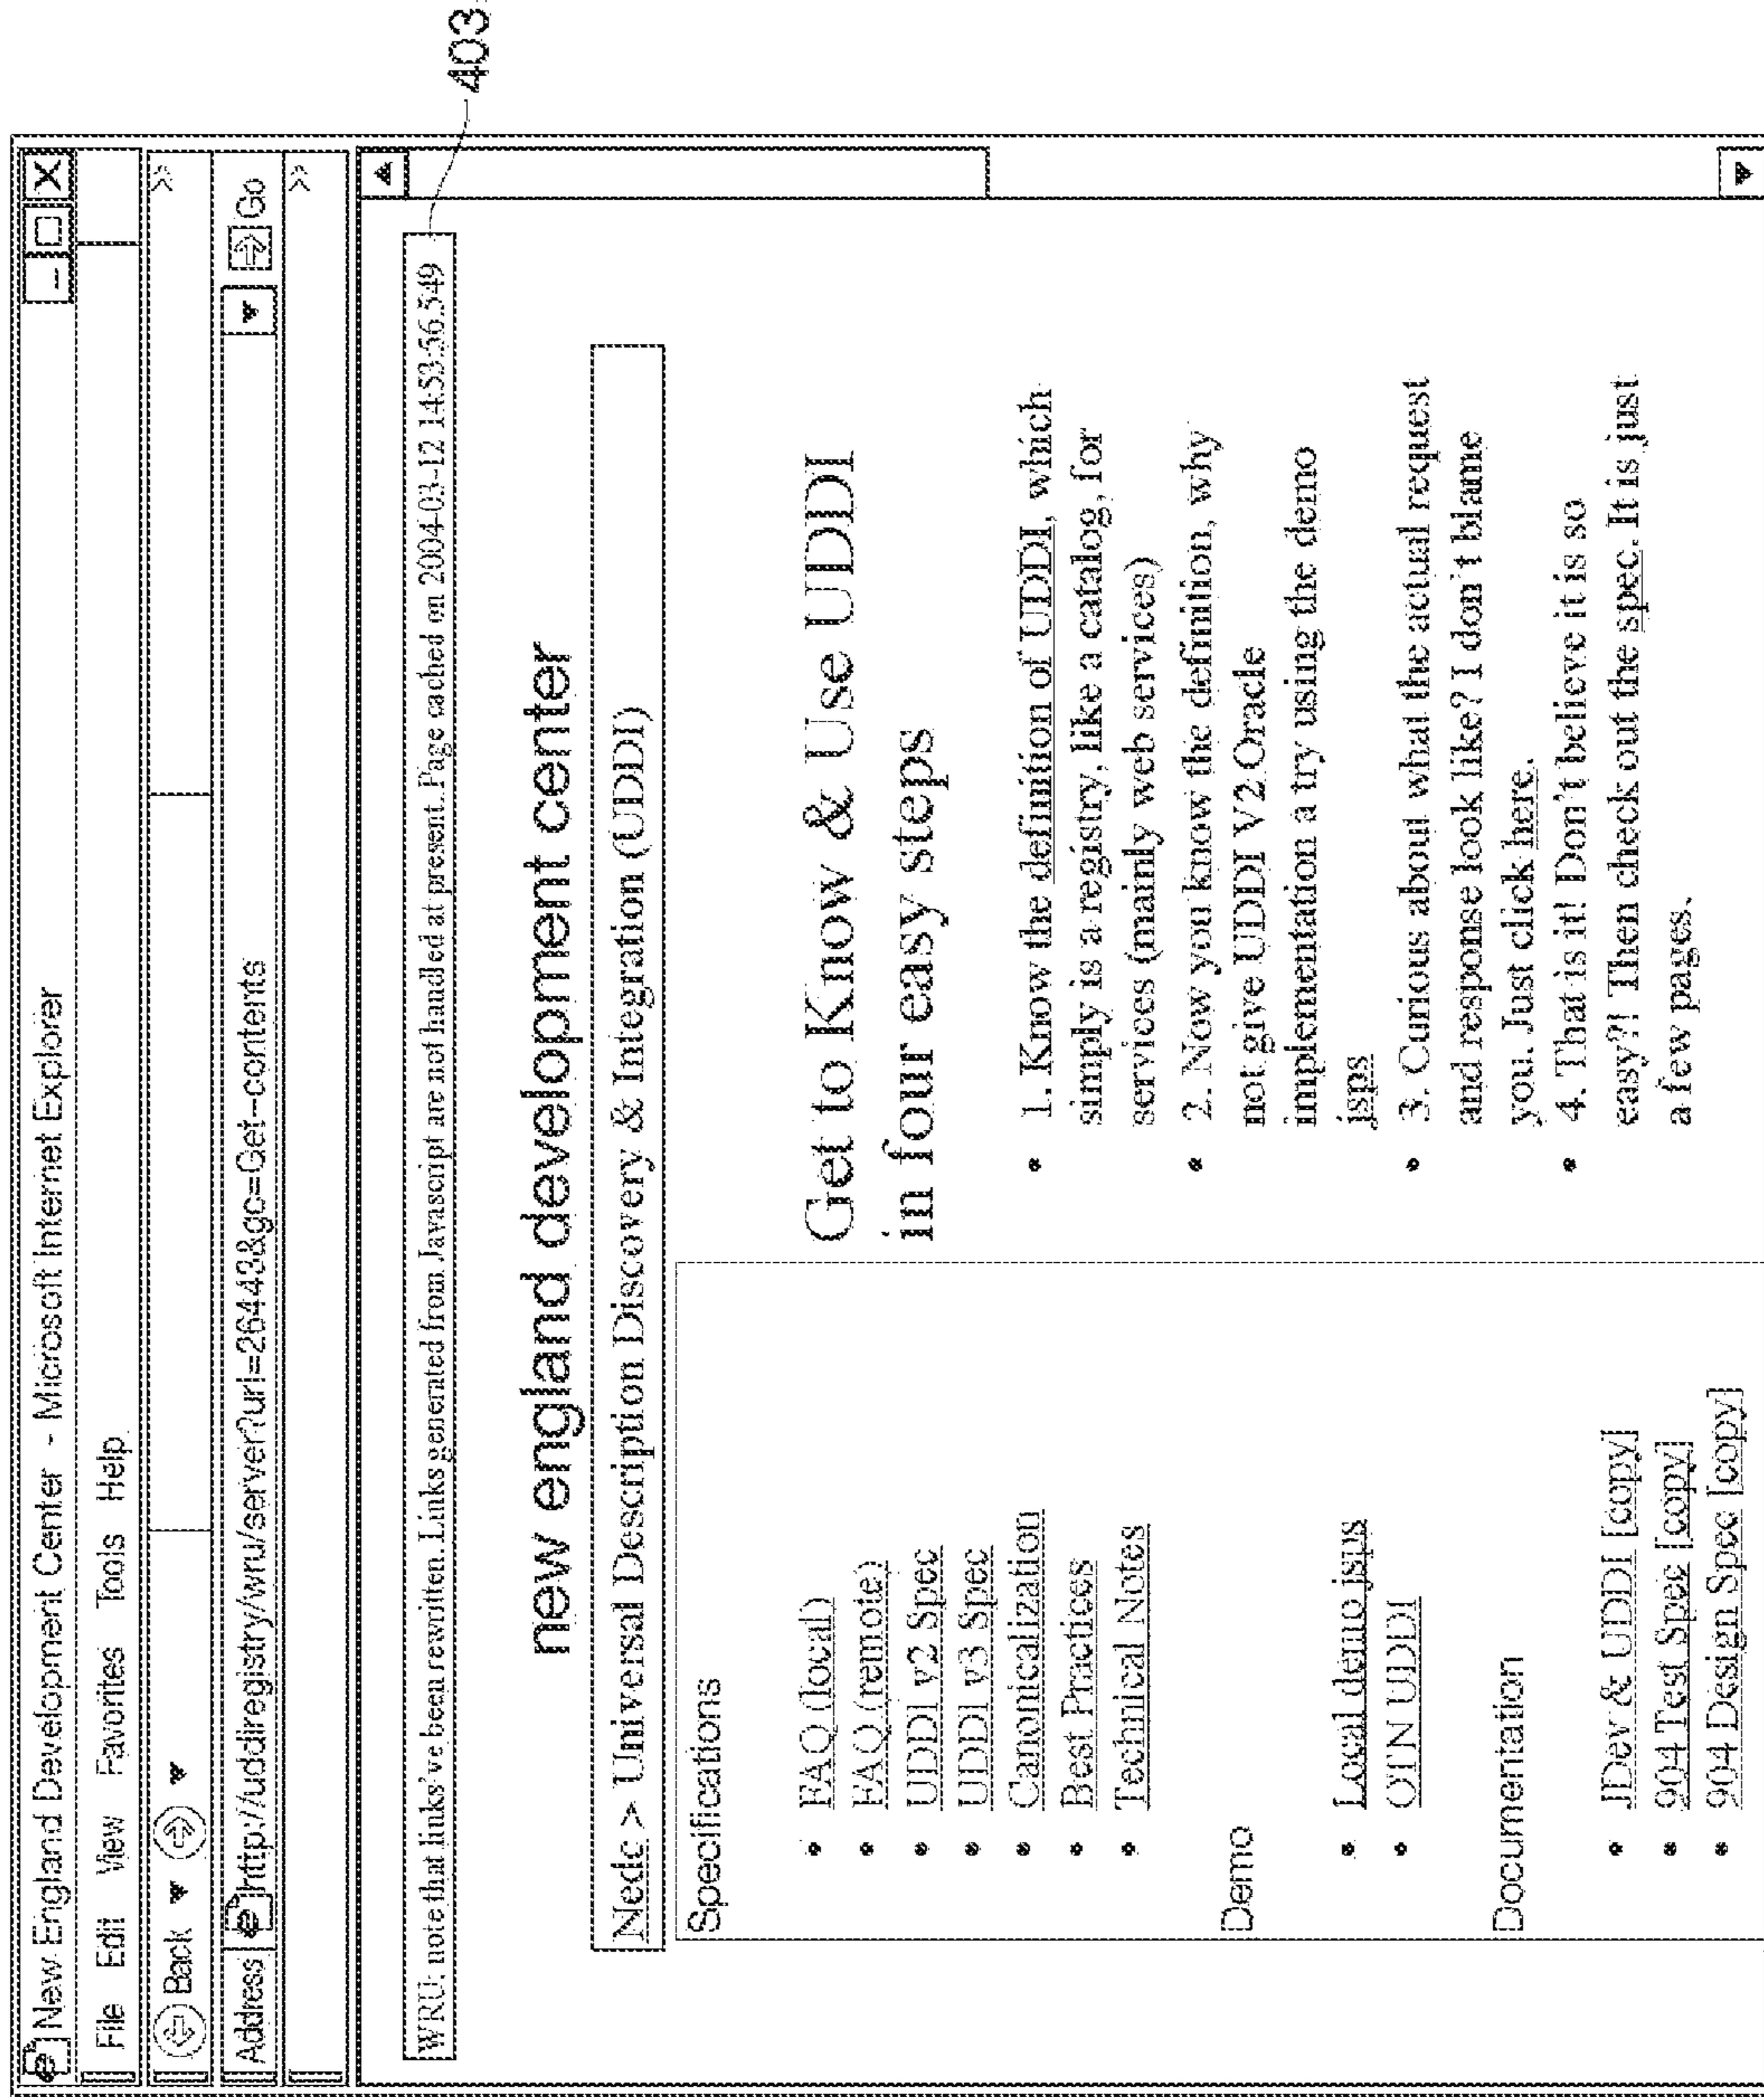 New England Development Center - Microsoft Internet Explorer
File Edit View Favorites Tools Help
Back
Address http://uddiregistry/wru/server?url=26443&gc=Get-contents Go
WRU: note that links've been rewritten. Links generated from Javascript are not handled at present. Page cached on 2004-03-12 14:53:56.549
403
new england development center
Nedc > Universal Description Discovery & Integration (UDDI)
Specifications
• FAQ (local)
• FAQ (remote)
• UDDI v2 Spec
• UDDI v3 Spec
• Canonicalization
• Best Practices
• Technical Notes
Demo
• Local demo jsps
• OTN UDDI
Documentation
• JDev & UDDI [copy]
• 904 Test Spec [copy]
• 904 Design Spec [copy]
Get to Know & Use UDDI
in four easy steps
• 1. Know the definition of UDDI, which
simply is a registry, like a catalog, for
services (mainly web services)
• 2. Now you know the definition, why
not give UDDI V2 Oracle
implementation a try using the demo
jsps
• 3. Curious about what the actual request
and response look like? I don't blame
you. Just click here.
• 4. That is it! Don't believe it is so
easy?! Then check out the spec. It is just
a few pages.